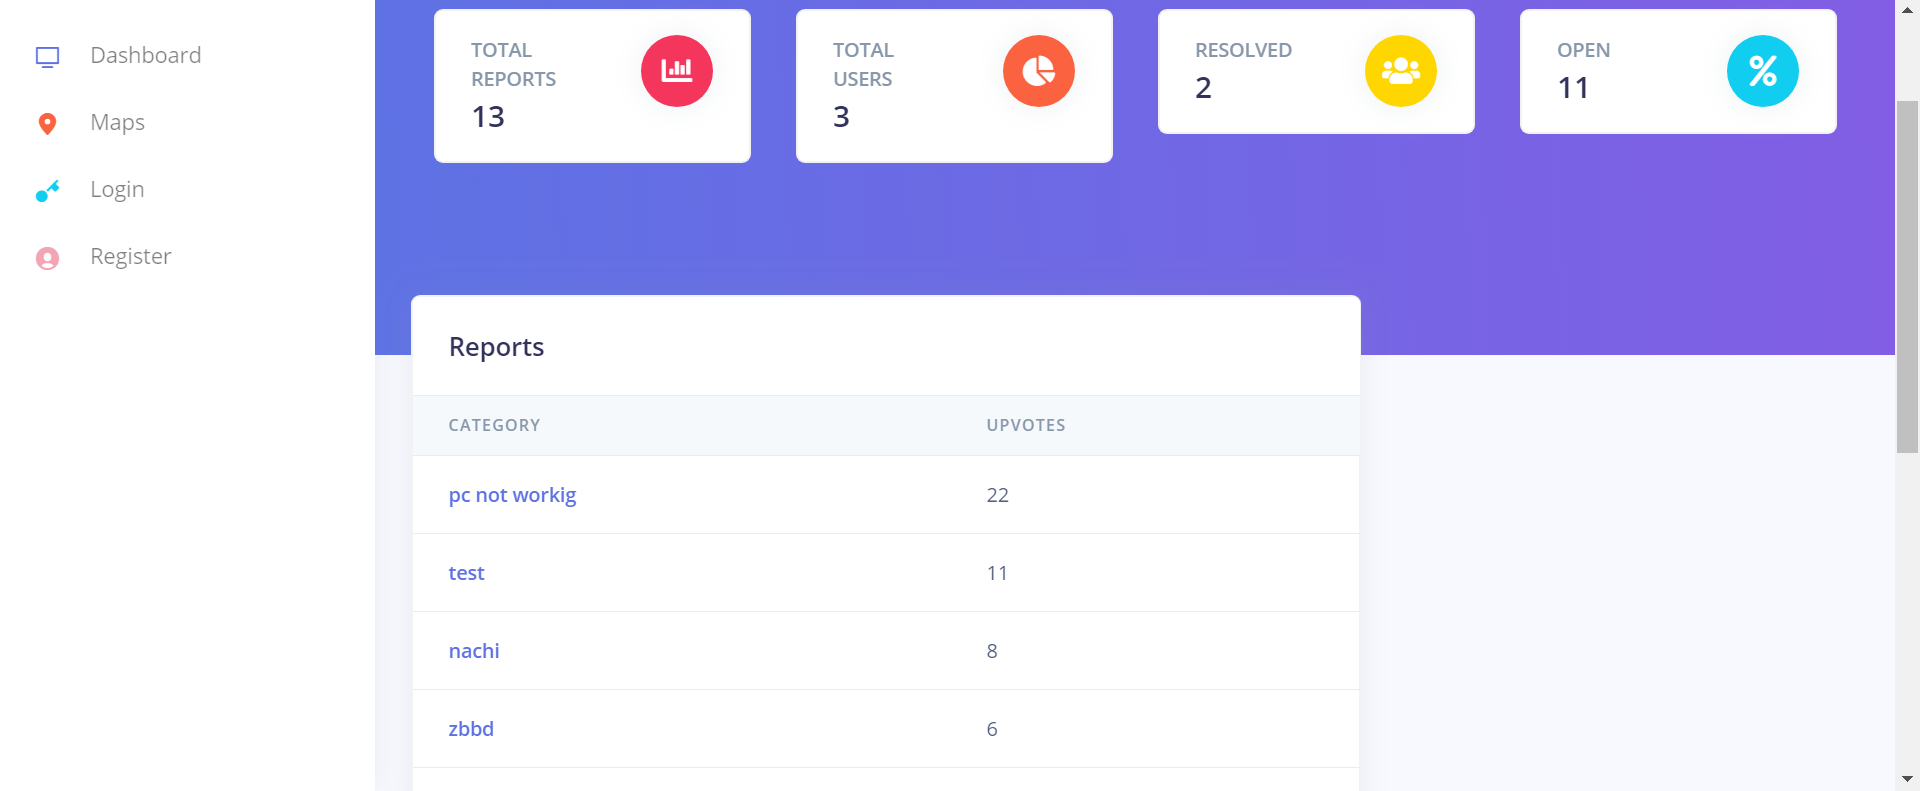 Dashboard
Maps
Login
Register
TOTAL
REPORTS
13
TOTAL
USERS
3
RESOLVED
2
OPEN
11
Reports
CATEGORY UPVOTES
pc not workig 22
test 11
nachi 8
zbbd 6